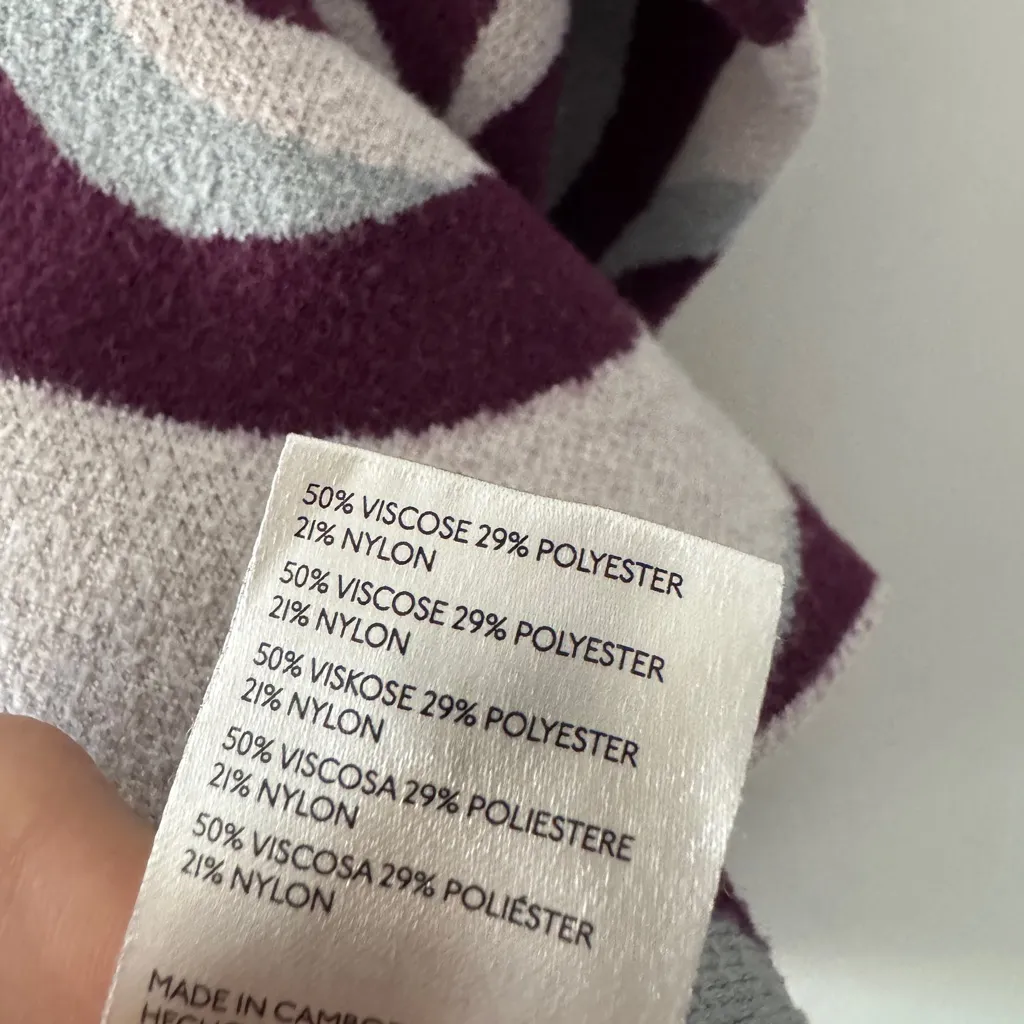 50% VISCOSE 29% POLYESTER
21% NYLON
50% VISCOSE 29% POLYESTER
21% NYLON
50% VISKOSE 29% POLYESTER
21% NYLON
50% VISCOSA 29% POLIESTERE
21% NYLON
50% VISCOSA 29% POLIÉSTER
21% NYLON
MADE IN